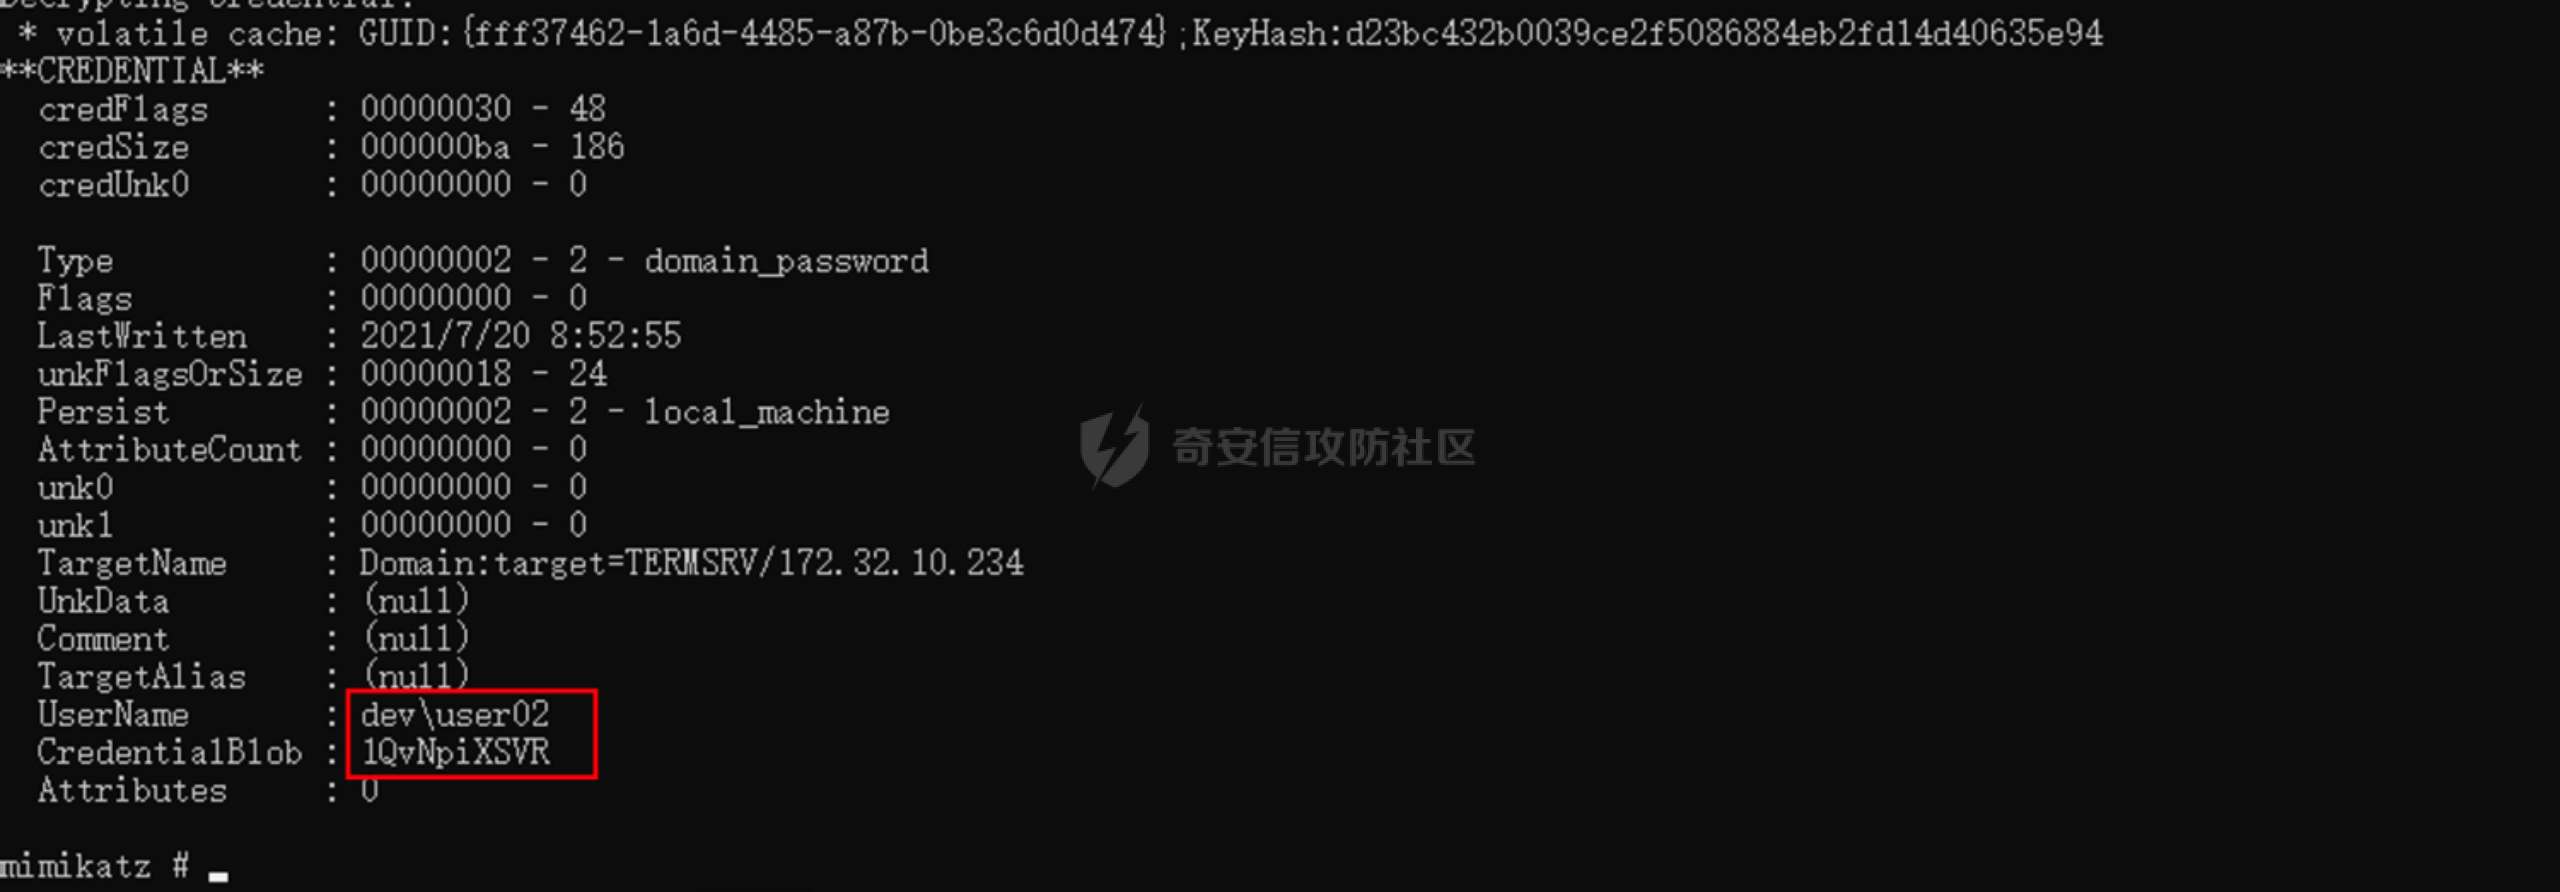 Decrypting Credential:
 * volatile cache: GUID:{fff37462-1a6d-4485-a87b-0be3c6d0d474};KeyHash:d23bc432b0039ce2f5086884eb2fd14d40635e94
**CREDENTIAL**
  credFlags      : 00000030 - 48
  credSize       : 000000ba - 186
  credUnk0       : 00000000 - 0
  Type           : 00000002 - 2 - domain_password
  Flags          : 00000000 - 0
  LastWritten    : 2021/7/20 8:52:55
  unkFlagsOrSize : 00000018 - 24
  Persist        : 00000002 - 2 - local_machine
  AttributeCount : 00000000 - 0
  unk0           : 00000000 - 0
  unk1           : 00000000 - 0
  TargetName     : Domain:target=TERMSRV/172.32.10.234
  UnkData        : (null)
  Comment        : (null)
  TargetAlias    : (null)
  UserName       : dev\user02
  CredentialBlob : 1QvNpiXSVR
  Attributes     : 0
mimikatz # _
奇安信攻防社区